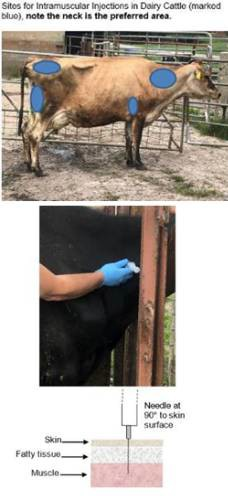 Sites for Intramuscular Injections in Dairy Cattle (marked
blue), note the neck is the preferred area.
Needle at
90° to skin
surface
Skin
Fatty tissue
Muscle